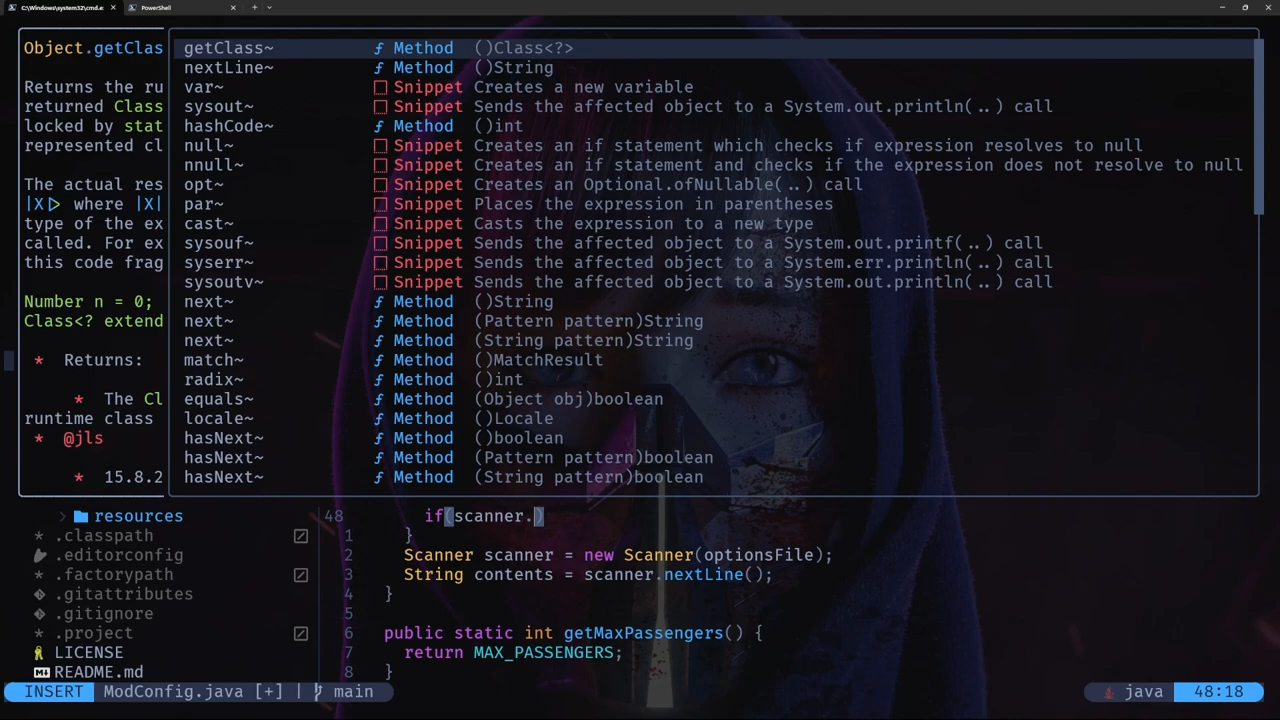 C:\Windows\system32\cmd.e
PowerShell
Object.getClas
Returns the ru
returned Class
locked by stat
represented cl
The actual res
|X|> where |X|
type of the ex
called. For ex
this code frag
Number n = 0;
Class<? extend
* Returns:
* The Cl
runtime class
* @jls
* 15.8.2
getClass~ ƒ Method ()Class<?>
nextLine~ ƒ Method ()String
var~ Snippet Creates a new variable
sysout~ Snippet Sends the affected object to a System.out.println(..) call
hashCode~ ƒ Method ()int
null~ Snippet Creates an if statement which checks if expression resolves to null
nnull~ Snippet Creates an if statement and checks if the expression does not resolve to null
opt~ Snippet Creates an Optional.ofNullable(..) call
par~ Snippet Places the expression in parentheses
cast~ Snippet Casts the expression to a new type
sysouf~ Snippet Sends the affected object to a System.out.printf(..) call
syserr~ Snippet Sends the affected object to a System.err.println(..) call
sysoutv~ Snippet Sends the affected object to a System.out.println(..) call
next~ ƒ Method ()String
next~ ƒ Method (Pattern pattern)String
next~ ƒ Method (String pattern)String
match~ ƒ Method ()MatchResult
radix~ ƒ Method ()int
equals~ ƒ Method (Object obj)boolean
locale~ ƒ Method ()Locale
hasNext~ ƒ Method ()boolean
hasNext~ ƒ Method (Pattern pattern)boolean
hasNext~ ƒ Method (String pattern)boolean
> resources
* .classpath
.editorconfig
* .factorypath
.gitattributes
.gitignore
* .project
LICENSE
README.md
48 if(scanner.)
1 }
2 Scanner scanner = new Scanner(optionsFile);
3 String contents = scanner.nextLine();
4 }
5
6 public static int getMaxPassengers() {
7 return MAX_PASSENGERS;
8 }
INSERT ModConfig.java [+] | main java 48:18